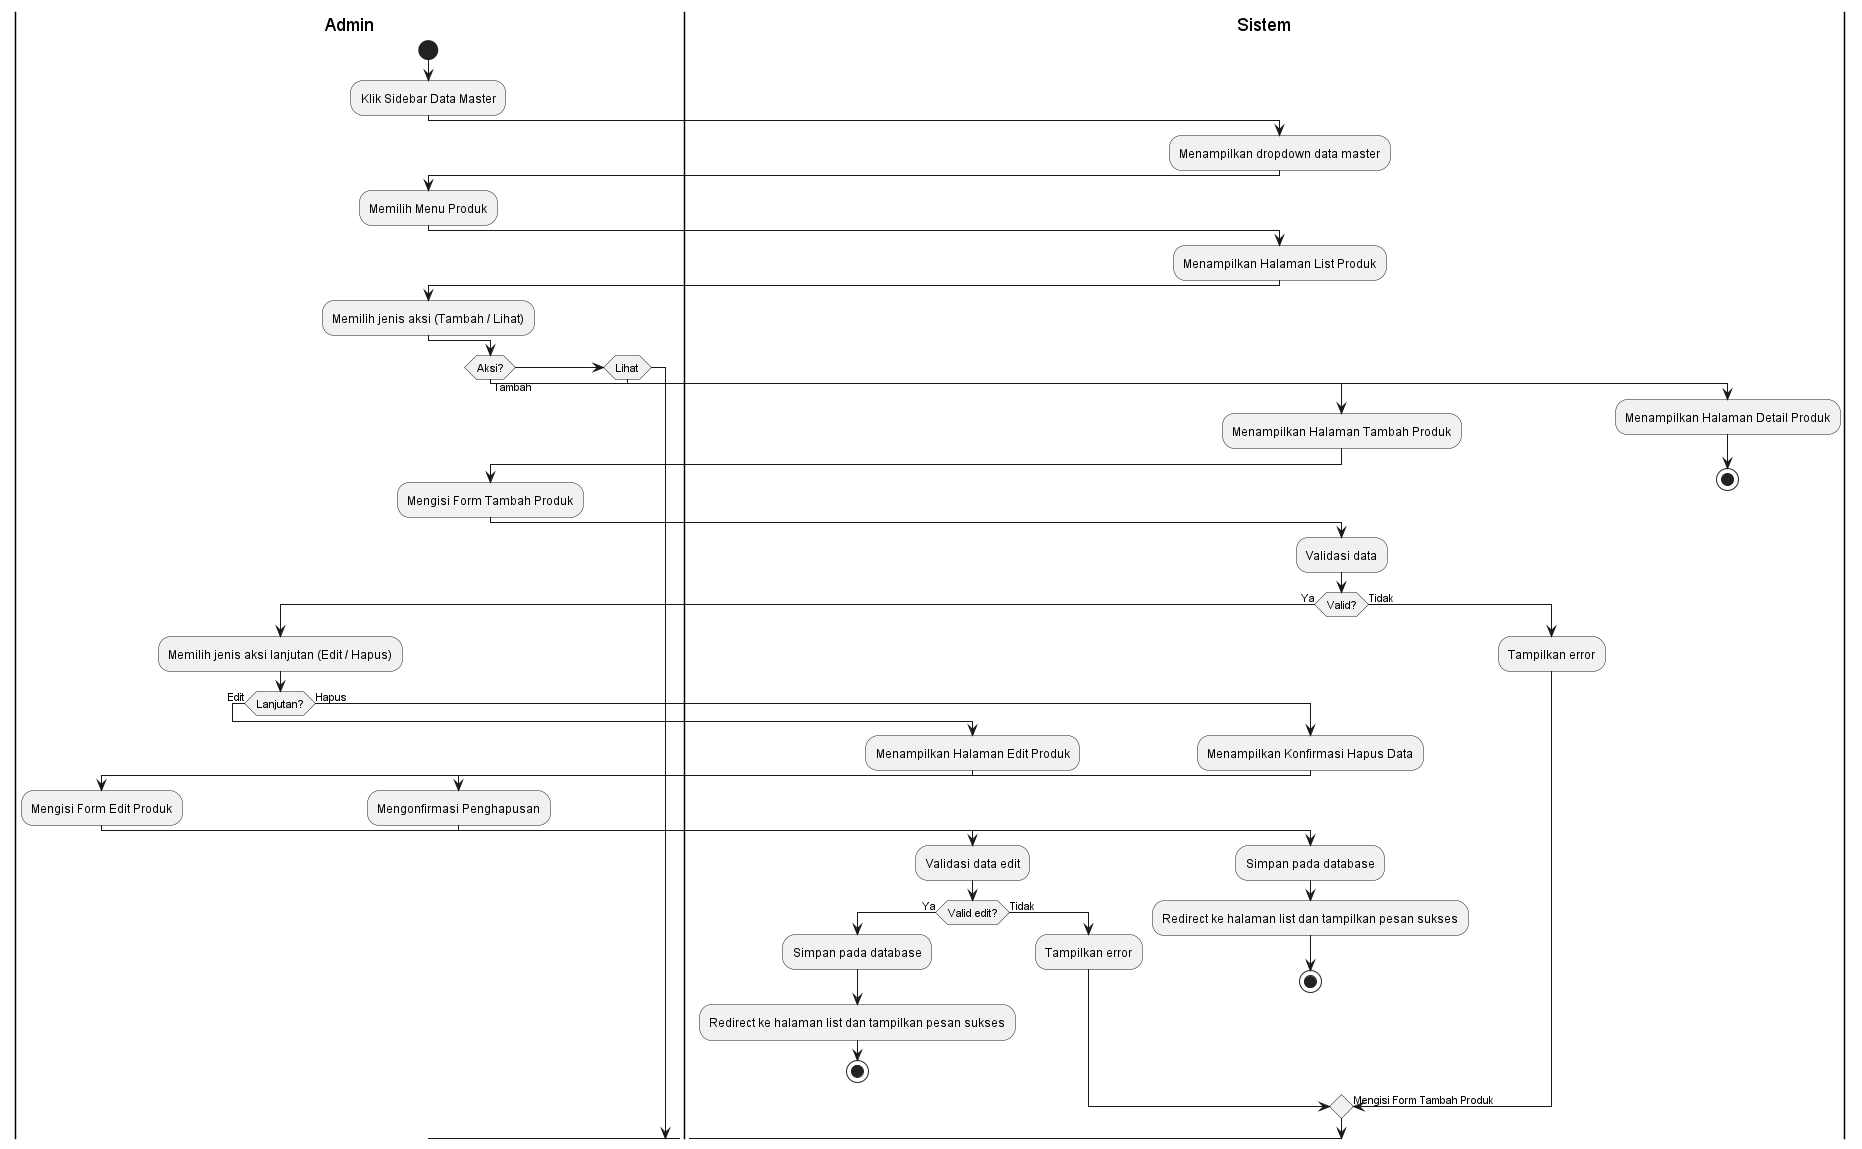 Admin
Sistem
Klik Sidebar Data Master
Menampilkan dropdown data master
Memilih Menu Produk
Menampilkan Halaman List Produk
Memilih jenis aksi (Tambah / Lihat)
Aksi?
Lihat
Tambah
Menampilkan Halaman Detail Produk
Menampilkan Halaman Tambah Produk
Mengisi Form Tambah Produk
Validasi data
Ya
Valid?
Tidak
Memilih jenis aksi lanjutan (Edit / Hapus)
Tampilkan error
Edit
Lanjutan?
Hapus
Menampilkan Halaman Edit Produk
Menampilkan Konfirmasi Hapus Data
Mengisi Form Edit Produk
Mengonfirmasi Penghapusan
Validasi data edit
Simpan pada database
Ya
Valid edit?
Tidak
Redirect ke halaman list dan tampilkan pesan sukses
Simpan pada database
Tampilkan error
Redirect ke halaman list dan tampilkan pesan sukses
Mengisi Form Tambah Produk